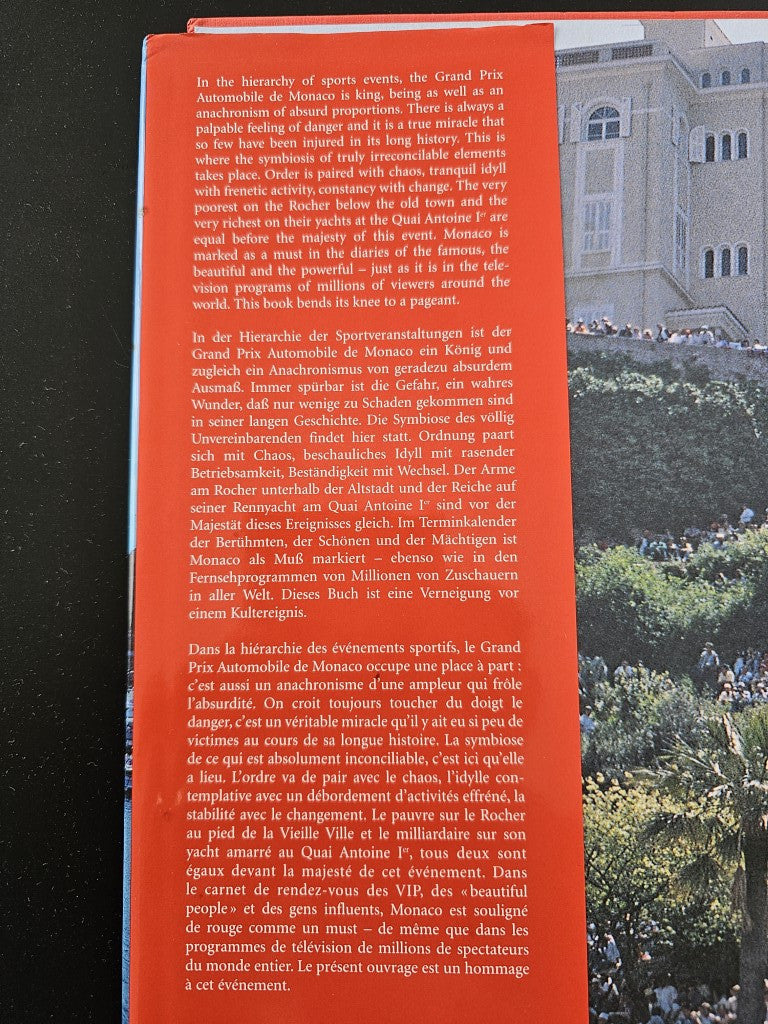 In the hierarchy of sports events, the Grand Prix
Automobile de Monaco is king, being as well as an
anachronism of absurd proportions. There is always a
palpable feeling of danger and it is a true miracle that
so few have been injured in its long history. This is
where the symbiosis of truly irreconcilable elements
takes place. Order is paired with chaos, tranquil idyll
with frenetic activity, constancy with change. The very
poorest on the Rocher below the old town and the
very richest on their yachts at the Quai Antoine Iᵉʳ are
equal before the majesty of this event. Monaco is
marked as a must in the diaries of the famous, the
beautiful and the powerful – just as it is in the tele-
vision programs of millions of viewers around the
world. This book bends its knee to a pageant.
In der Hierarchie der Sportveranstaltungen ist der
Grand Prix Automobile de Monaco ein König und
zugleich ein Anachronismus von geradezu absurdem
Ausmaß. Immer spürbar ist die Gefahr, ein wahres
Wunder, daß nur wenige zu Schaden gekommen sind
in seiner langen Geschichte. Die Symbiose des völlig
Unvereinbarenden findet hier statt. Ordnung paart
sich mit Chaos, beschauliches Idyll mit rasender
Betriebsamkeit, Beständigkeit mit Wechsel. Der Arme
am Rocher unterhalb der Altstadt und der Reiche auf
seiner Rennyacht am Quai Antoine Iᵉʳ sind vor der
Majestät dieses Ereignisses gleich. Im Terminkalender
der Berühmten, der Schönen und der Mächtigen ist
Monaco als Muß markiert – ebenso wie in den
Fernsehprogrammen von Millionen von Zuschauern
in aller Welt. Dieses Buch ist eine Verneigung vor
einem Kultereignis.
Dans la hiérarchie des événements sportifs, le Grand
Prix Automobile de Monaco occupe une place à part :
c'est aussi un anachronisme d'une ampleur qui frôle
l'absurdité. On croit toujours toucher du doigt le
danger, c'est un véritable miracle qu'il y ait eu si peu de
victimes au cours de sa longue histoire. La symbiose
de ce qui est absolument inconciliable, c'est ici qu'elle
a lieu. L'ordre va de pair avec le chaos, l'idylle con-
templative avec un débordement d'activités effréné, la
stabilité avec le changement. Le pauvre sur le Rocher
au pied de la Vieille Ville et le milliardaire sur son
yacht amarré au Quai Antoine Iᵉʳ, tous deux sont
égaux devant la majesté de cet événement. Dans
le carnet de rendez-vous des VIP, des «beautiful
people» et des gens influents, Monaco est souligné
de rouge comme un must – de même que dans les
programmes de télévision de millions de spectateurs
du monde entier. Le présent ouvrage est un hommage
à cet événement.